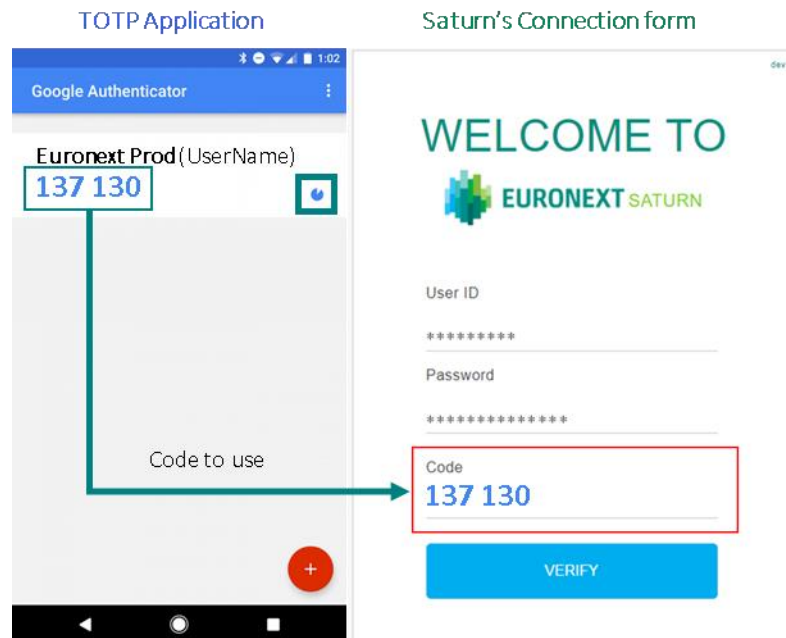 TOTP Application
Saturn's Connection form
1:02
Google Authenticator
Euronext Prod (UserName)
137 130
Code to use
+
dev
WELCOME TO
EURONEXT SATURN
User ID
*********
Password
**************
Code
137 130
VERIFY